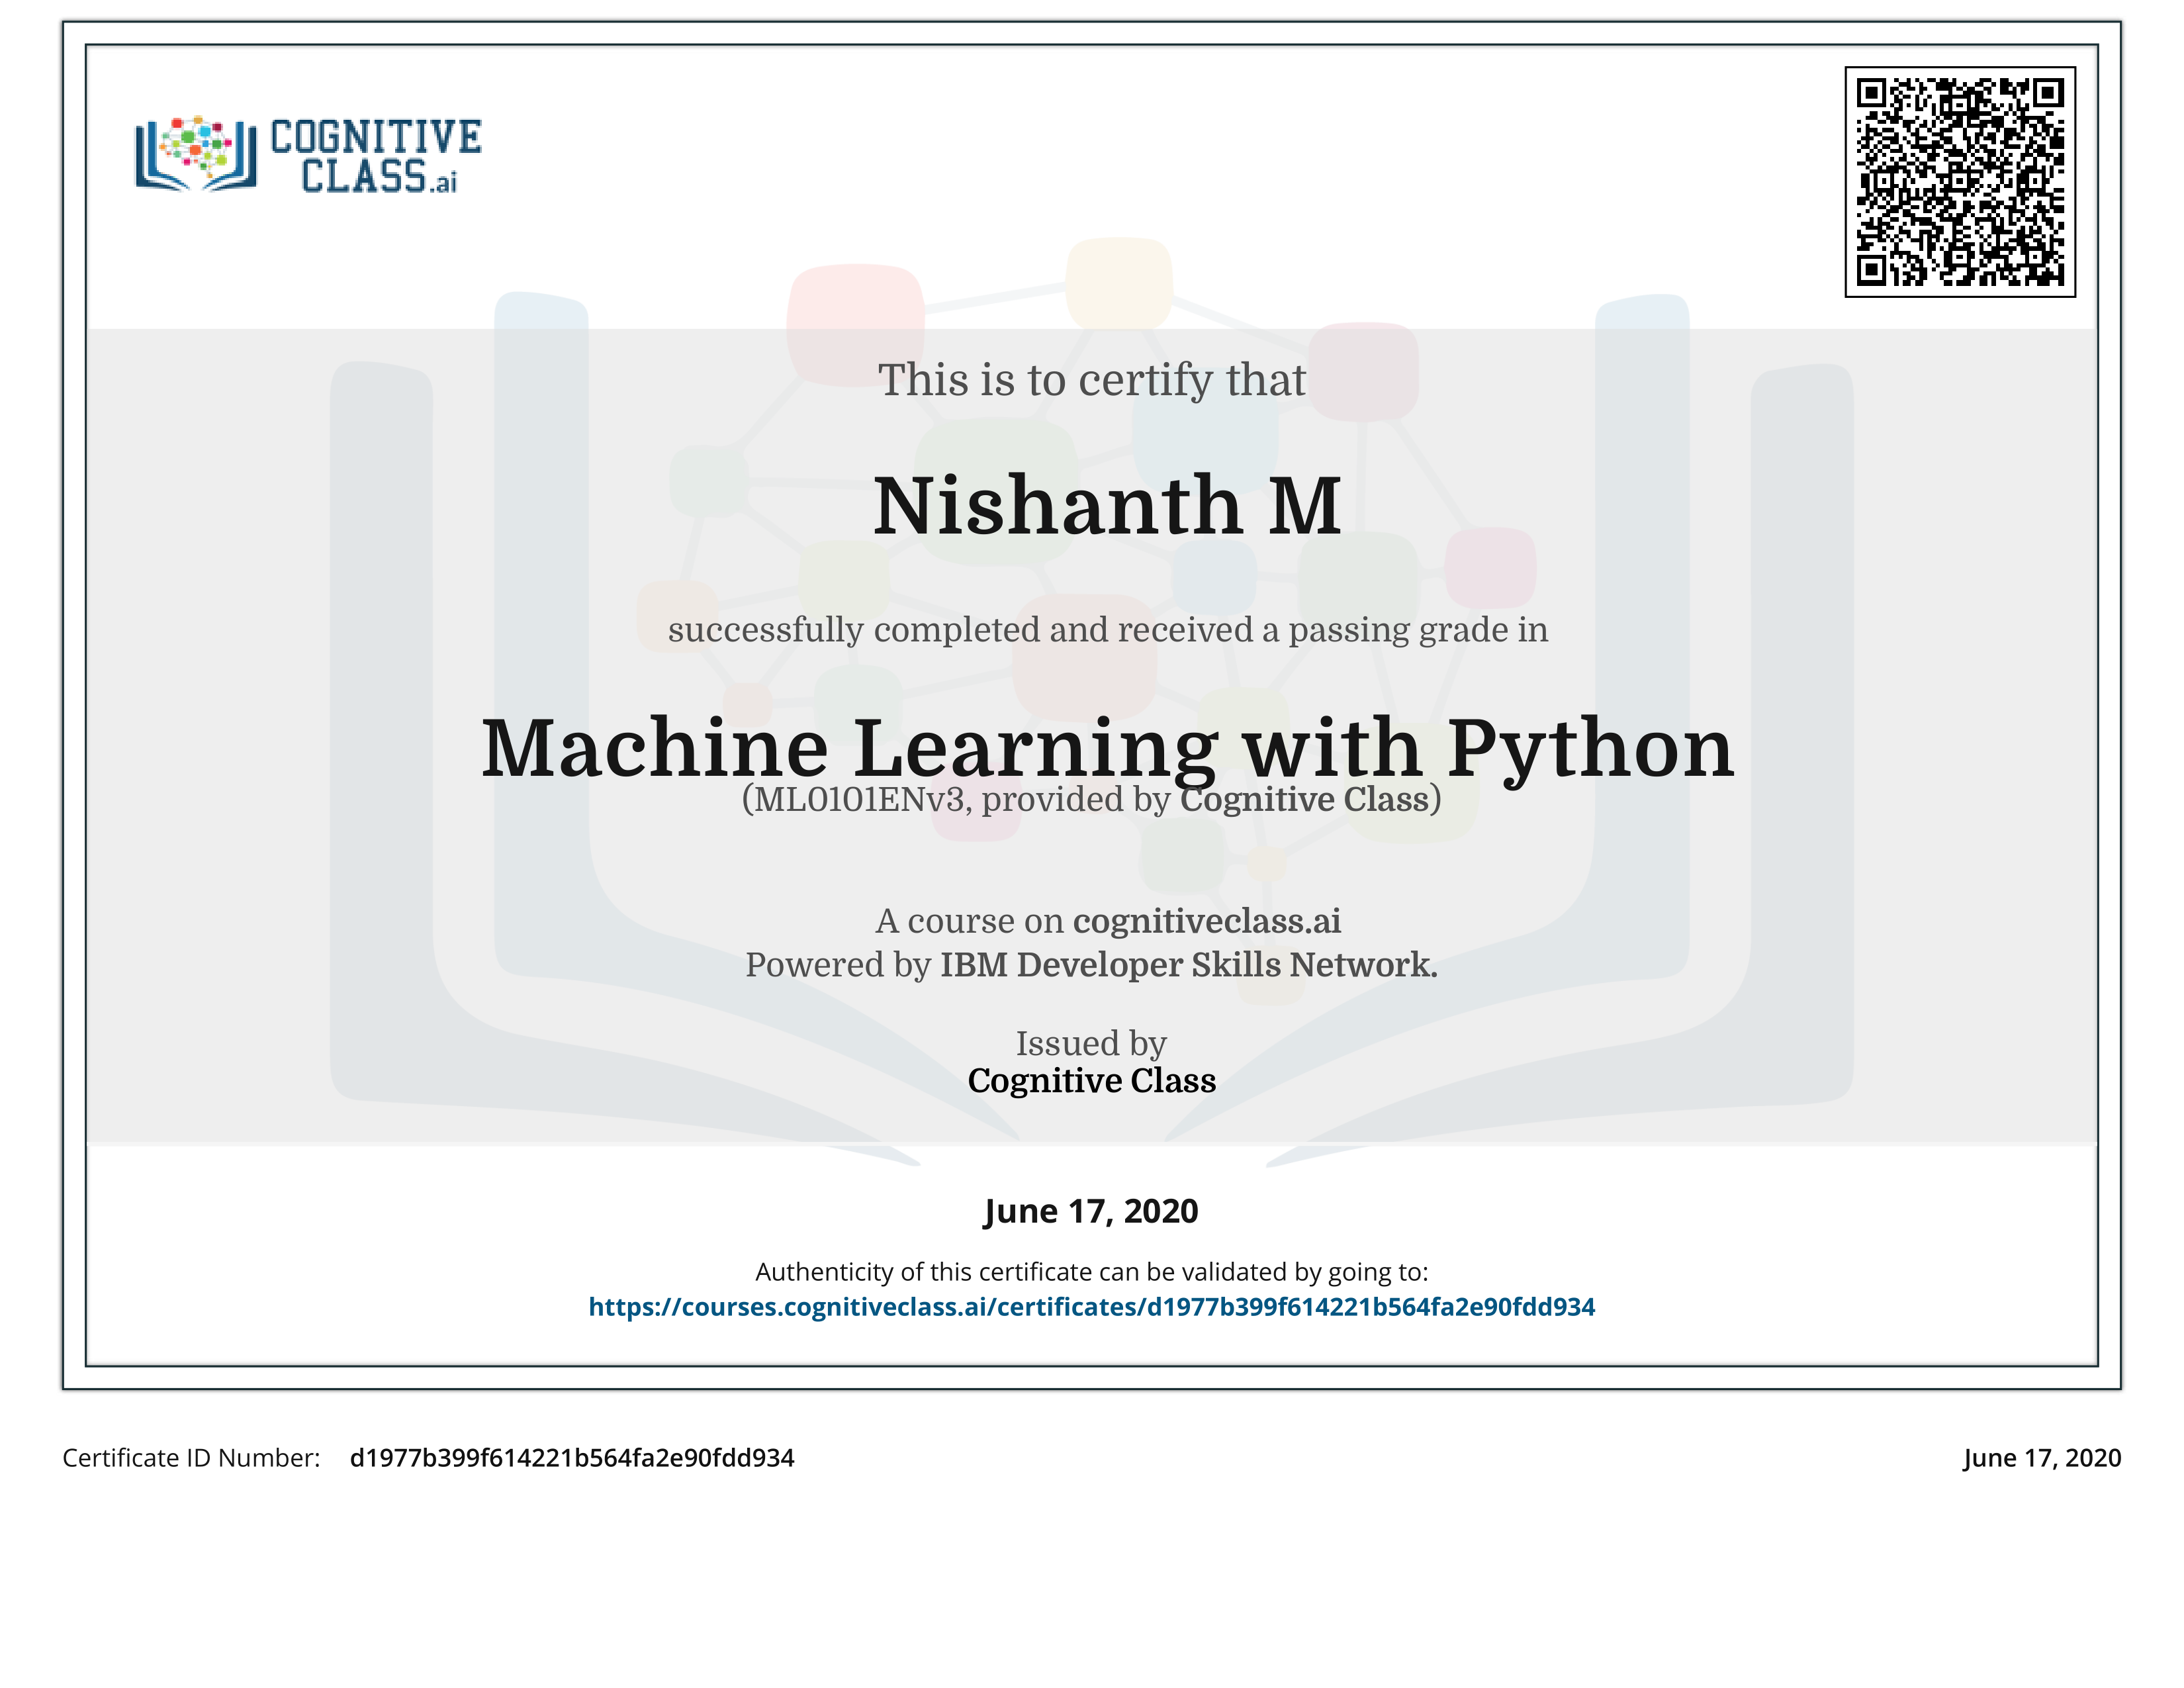 COGNITIVE
CLASS.ai
This is to certify that
Nishanth M
successfully completed and received a passing grade in
Machine Learning with Python
(ML0101ENv3, provided by Cognitive Class)
A course on cognitiveclass.ai
Powered by IBM Developer Skills Network.
Issued by
Cognitive Class
June 17, 2020
Authenticity of this certificate can be validated by going to:
https://courses.cognitiveclass.ai/certificates/d1977b399f614221b564fa2e90fdd934
Certificate ID Number: d1977b399f614221b564fa2e90fdd934
June 17, 2020